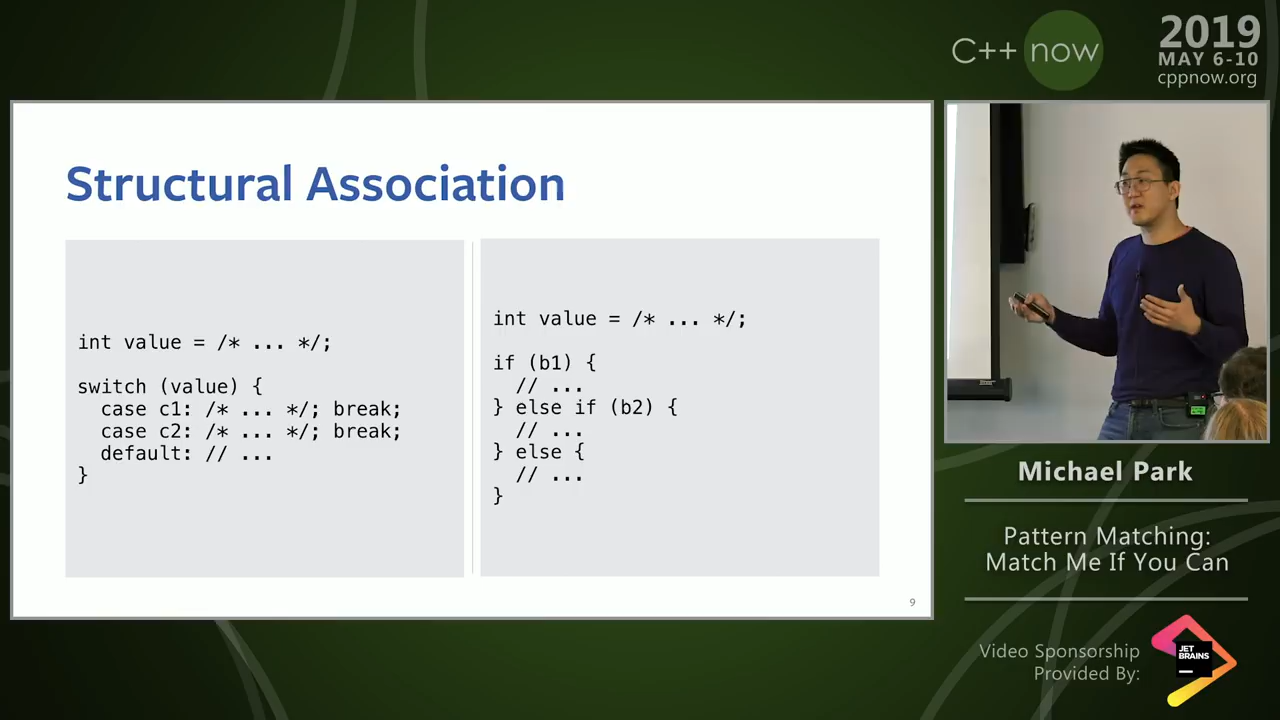 C++ now
2019
MAY 6-10
cppnow.org
Structural Association
int value = /* ... */;
switch (value) {
  case c1: /* ... */; break;
  case c2: /* ... */; break;
  default: // ...
}
int value = /* ... */;
if (b1) {
  // ...
} else if (b2) {
  // ...
} else {
  // ...
}
9
Michael Park
Pattern Matching:
Match Me If You Can
Video Sponsorship
Provided By:
JET
BRAINS